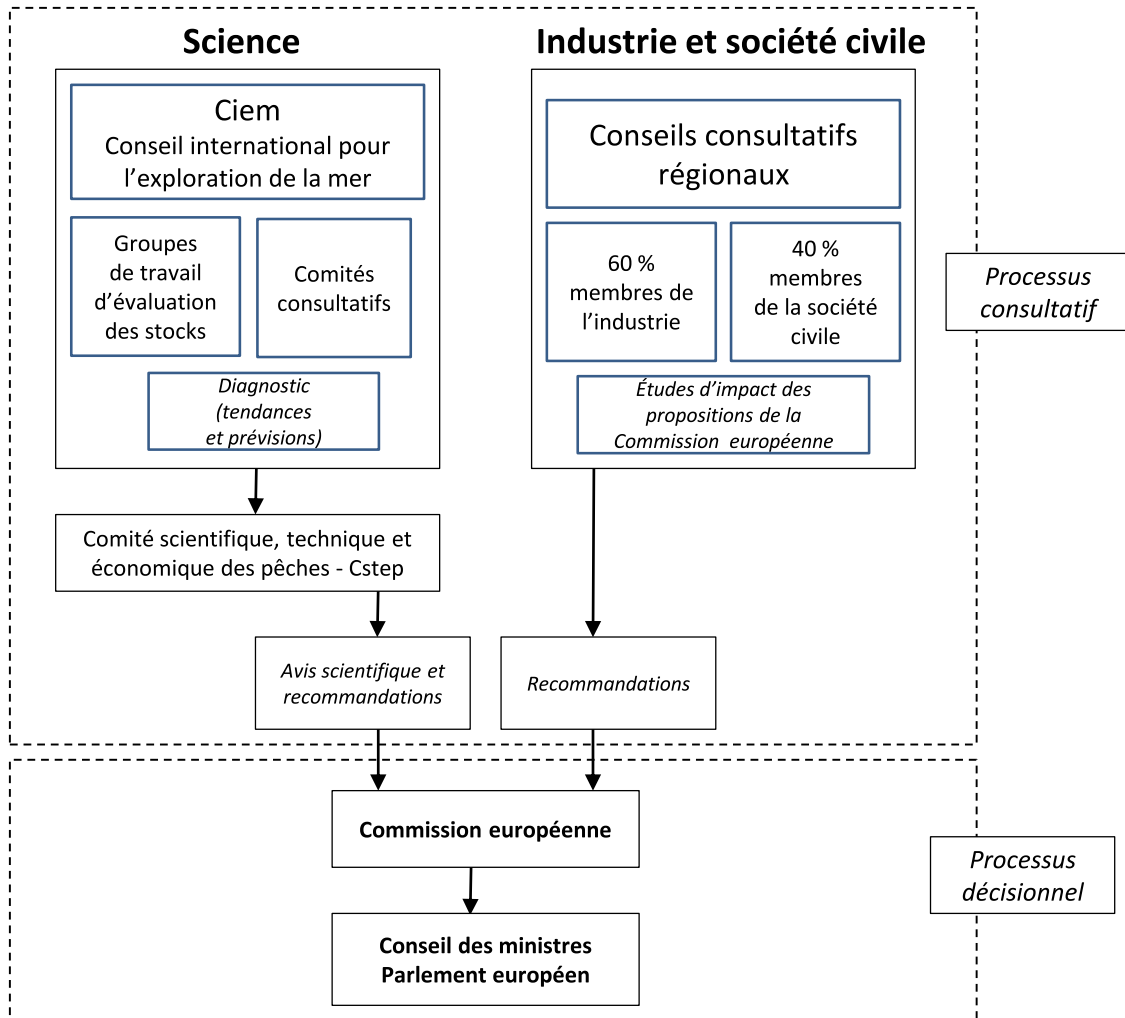 Science
Ciem
Conseil international pour
l’exploration de la mer
Groupes
de travail
d’évaluation
des stocks
Comités
consultatifs
Diagnostic
(tendances
et prévisions)
Industrie et société civile
Conseils consultatifs
régionaux
60 %
membres de
l’industrie
40 %
membres
de la société
civile
Études d’impact des
propositions de la
Commission européenne
Processus
consultatif
Comité scientifique, technique et
économique des pêches - Cstep
Avis scientifique et
recommandations
Recommandations
Commission européenne
Processus
décisionnel
Conseil des ministres
Parlement européen